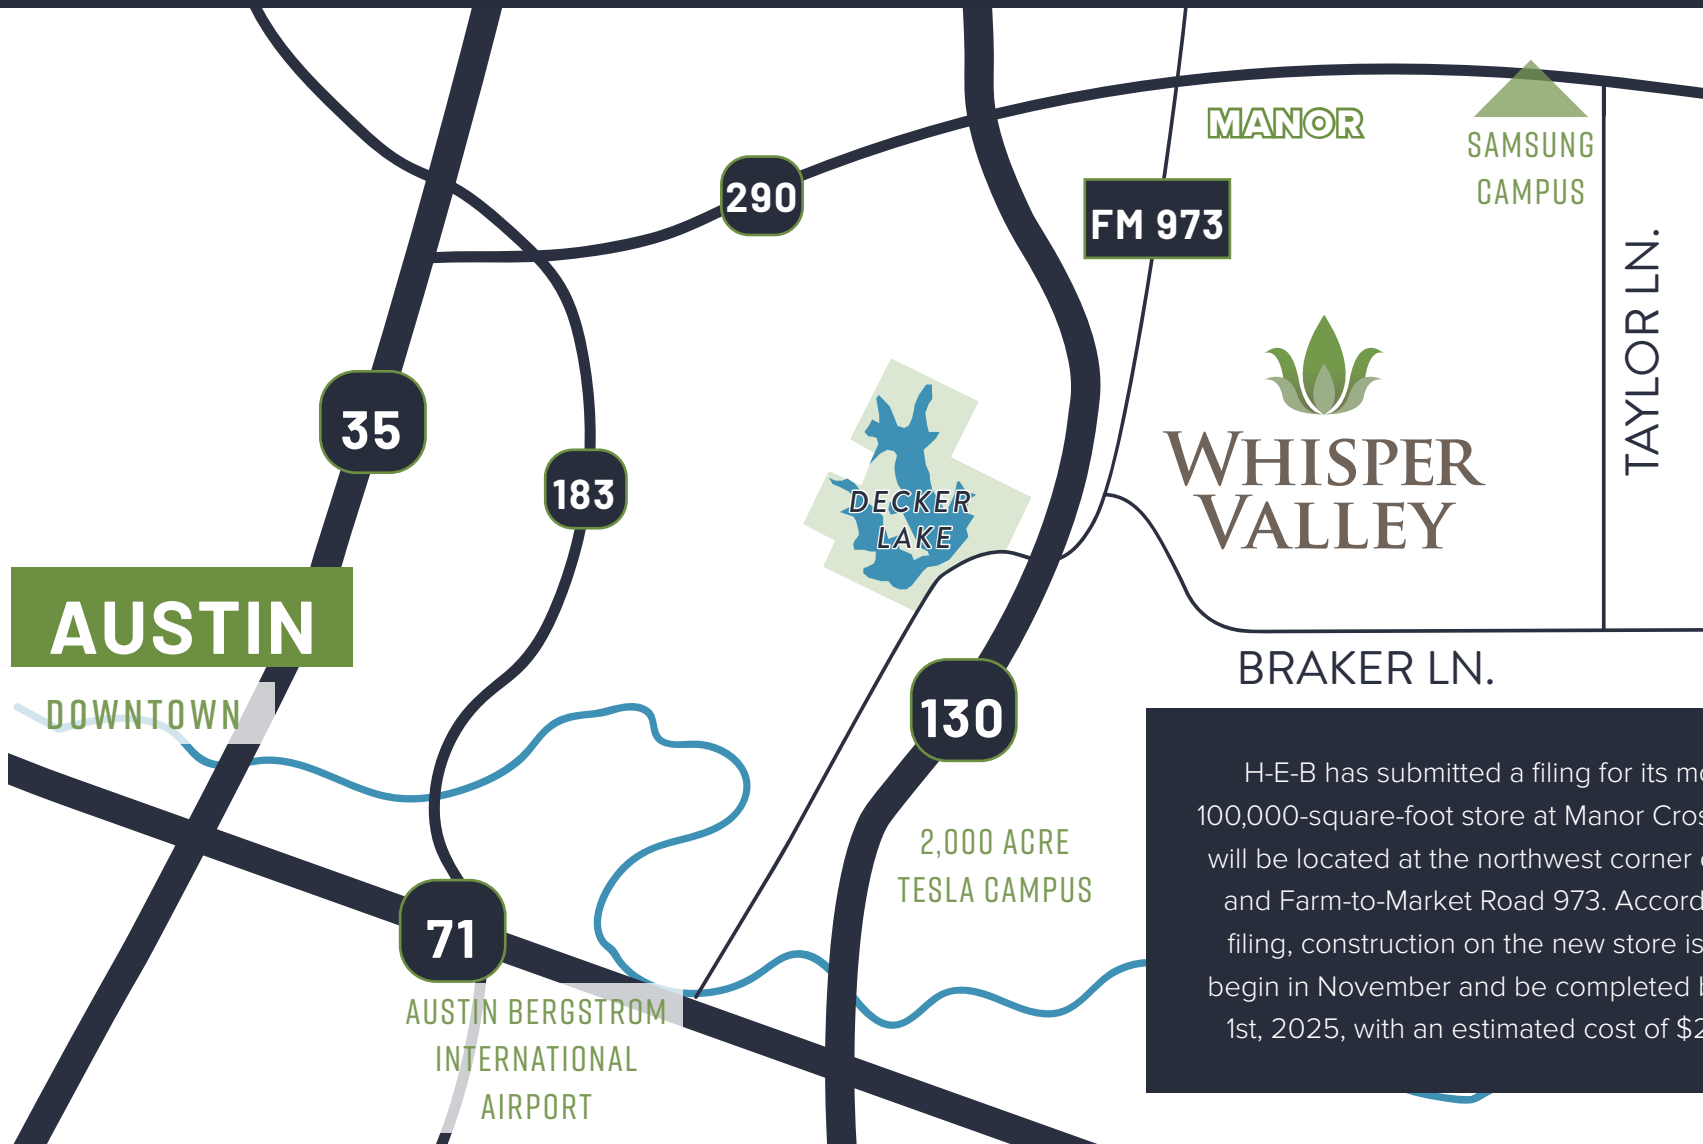 MANOR
SAMSUNG
CAMPUS
290
FM 973
TAYLOR LN.
35
WHISPER
VALLEY
183
DECKER
LAKE
AUSTIN
BRAKER LN.
DOWNTOWN
130
H-E-B has submitted a filing for its
100,000-square-foot store at Manor
will be located at the northwest corner
and Farm-to-Market Road 973.
filing, construction on the new store is
begin in November and be completed
1st, 2025, with an estimated cost of
2,000 ACRE
TESLA CAMPUS
71
AUSTIN BERGSTROM
INTERNATIONAL
AIRPORT